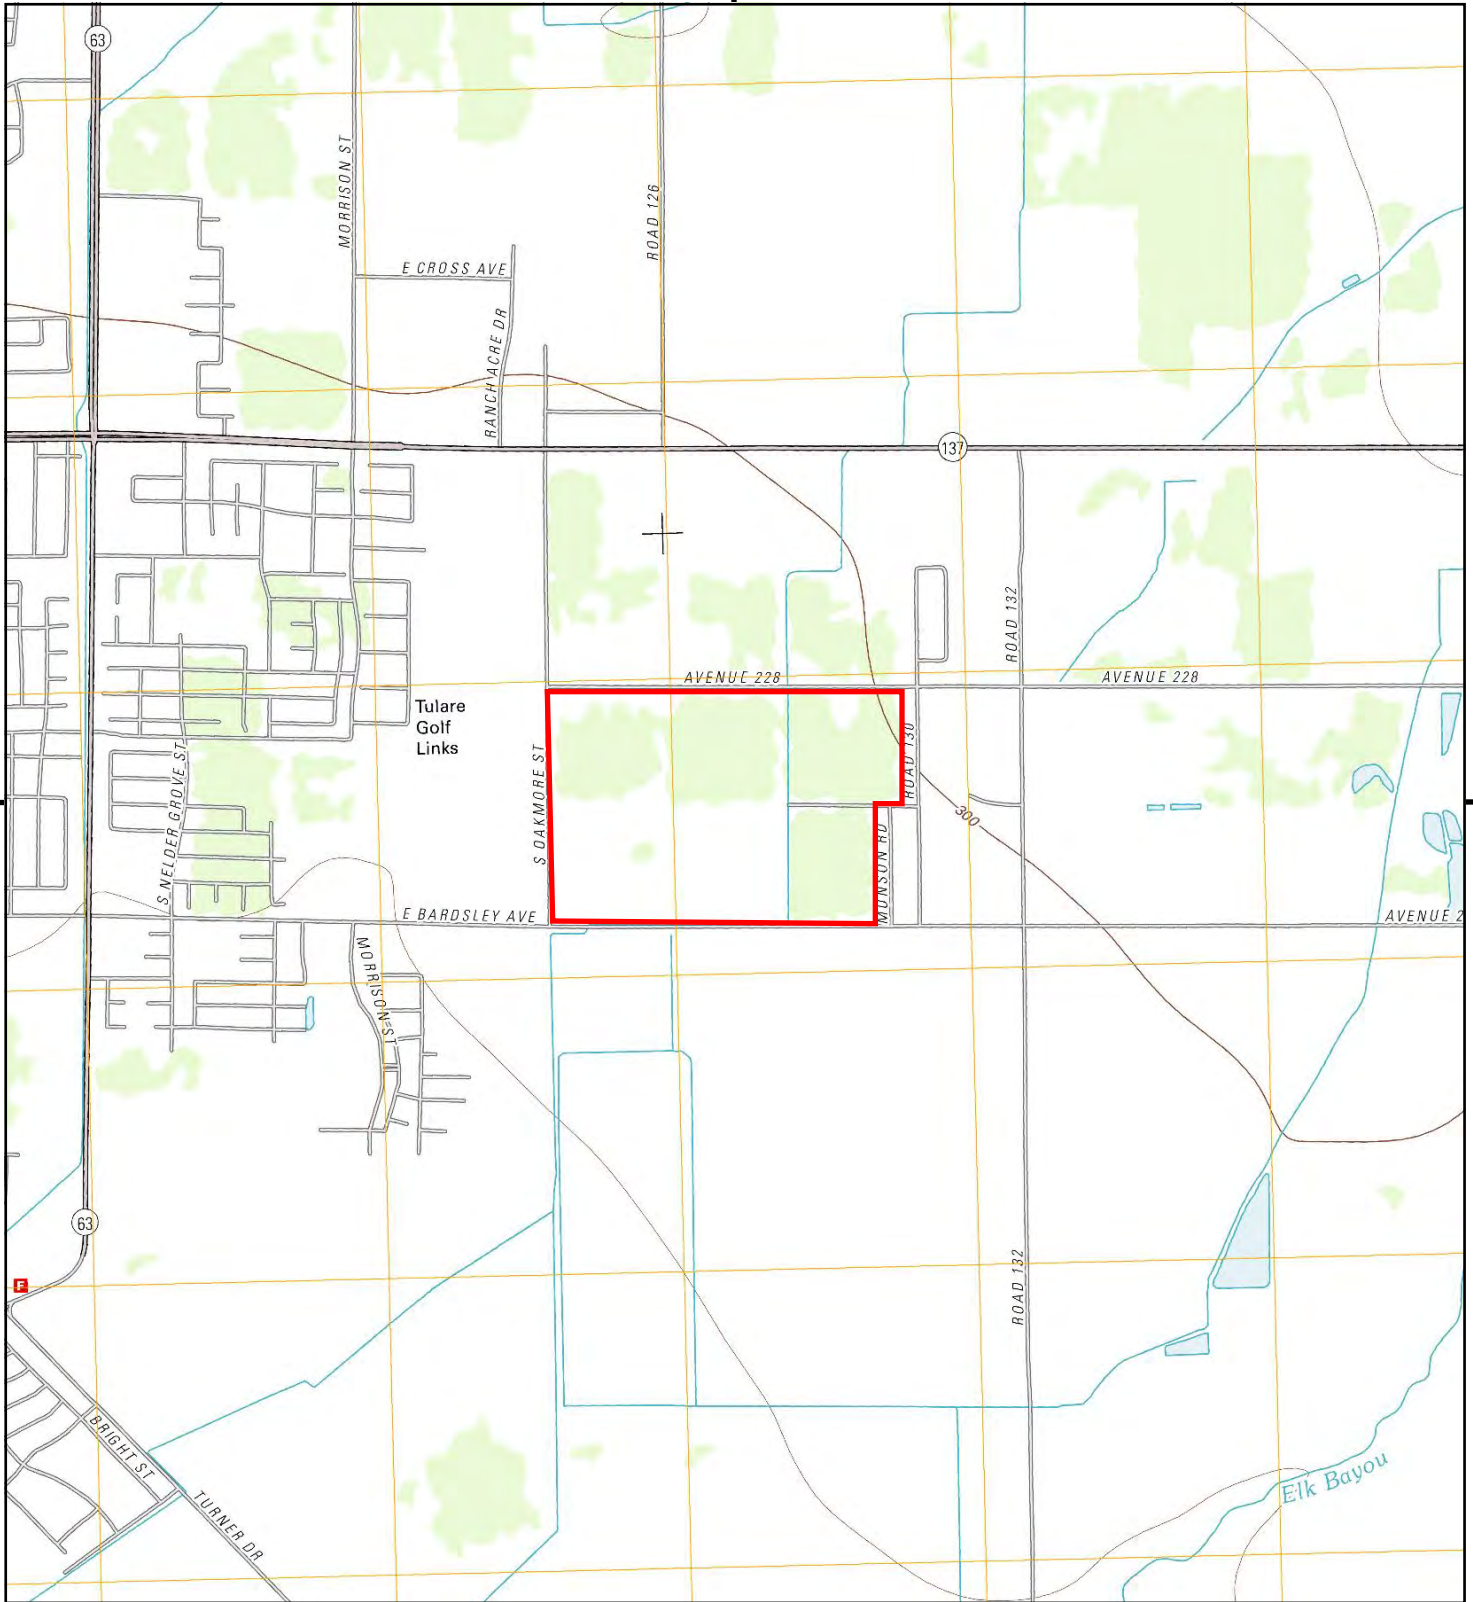 63
MORRISON ST
ROAD 126
E CROSS AVE
RANCH ACRE DR
137
ROAD 132
AVENUE 228
AVENUE 228
Tulare
Golf
Links
S OAKMORE ST
ROAD 130
S NELDER GROVE ST
300
MUNSON RD
E BARDSLEY AVE
AVENUE 2
MORRISON ST
63
F
ROAD 132
BRIGHT ST
TURNER DR
Elk Bayou